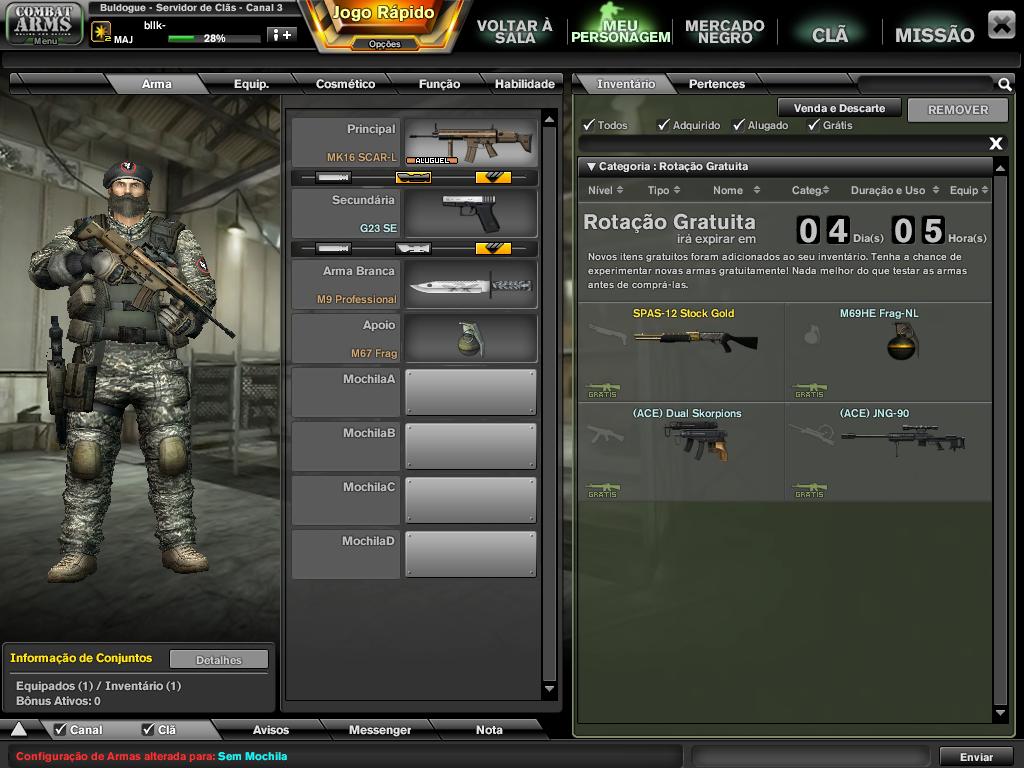 COMBAT ARMS
Menu
Buldogue - Servidor de Clãs - Canal 3
2 MAJ
bllk-
28%
Jogo Rápido
Opções
VOLTAR À SALA
MEU PERSONAGEM
MERCADO NEGRO
CLÃ
MISSÃO
Arma
Equip.
Cosmético
Função
Habilidade
Inventário
Pertences
Venda e Descarte
REMOVER
Todos
Adquirido
Alugado
Grátis
X
▼ Categoria : Rotação Gratuita
Nível
Tipo
Nome
Categ.
Duração e Uso
Equip
Rotação Gratuita
irá expirar em
04 Dia(s) 05 Hora(s)
Novos itens gratuitos foram adicionados ao seu inventário. Tenha a chance de
experimentar novas armas gratuitamente! Nada melhor do que testar as armas
antes de comprá-las.
SPAS-12 Stock Gold
GRÁTIS
M69HE Frag-NL
GRÁTIS
(ACE) Dual Skorpions
GRÁTIS
(ACE) JNG-90
GRÁTIS
Principal
MK16 SCAR-L
ALUGUEL
Secundária
G23 SE
Arma Branca
M9 Professional
Apoio
M67 Frag
MochilaA
MochilaB
MochilaC
MochilaD
Informação de Conjuntos
Detalhes
Equipados (1) / Inventário (1)
Bônus Ativos: 0
Canal
Clã
Avisos
Messenger
Nota
Configuração de Armas alterada para: Sem Mochila
Enviar